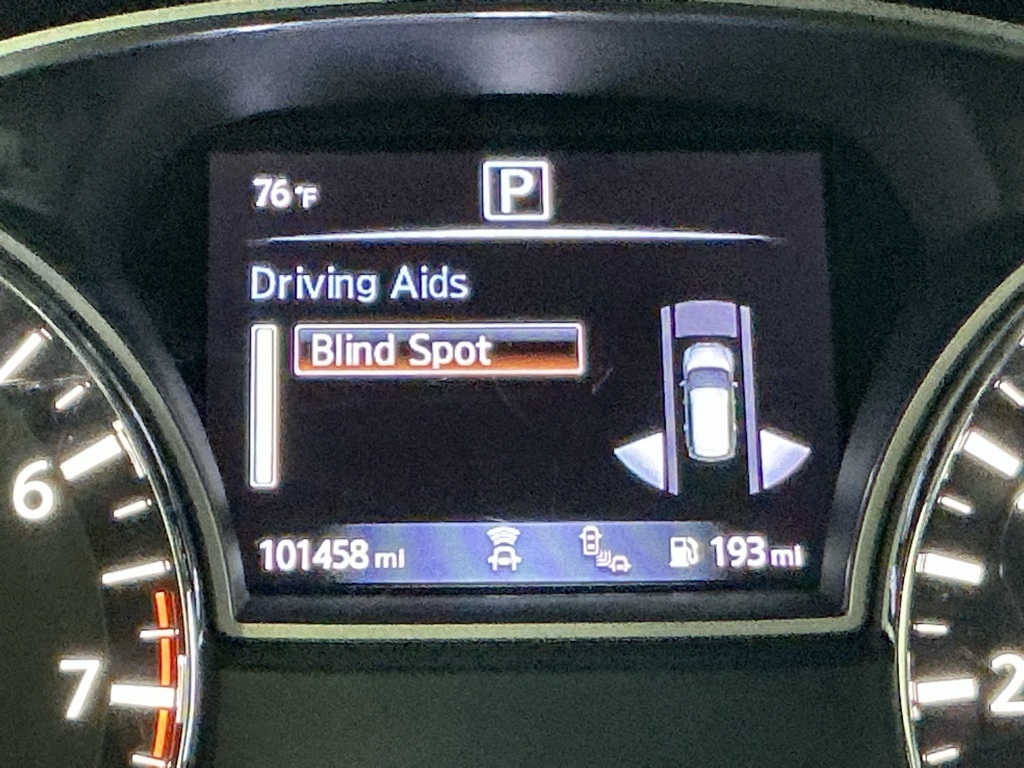 76 °F
P
Driving Aids
Blind Spot
101458 mi
193 mi
6
7
2